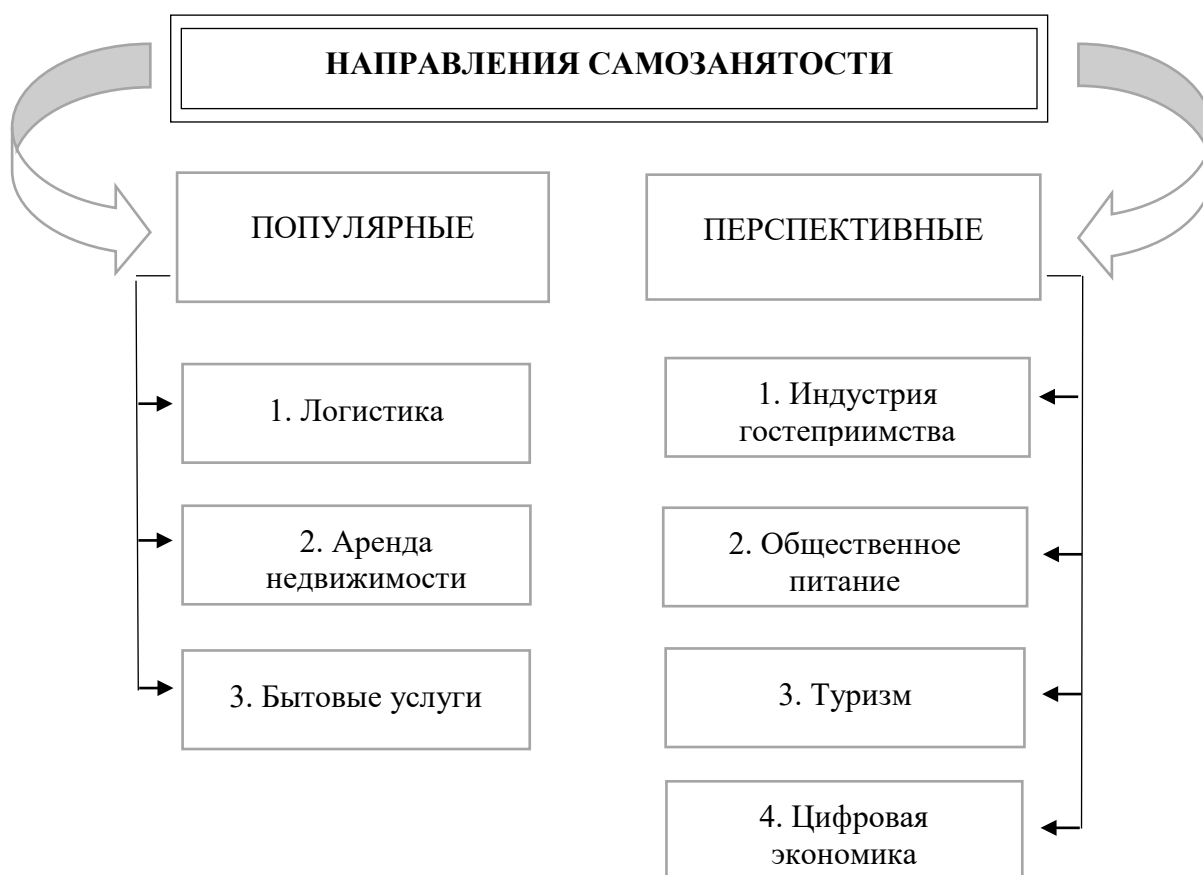 НАПРАВЛЕНИЯ САМОЗАНЯТОСТИ
ПОПУЛЯРНЫЕ
1. Логистика
2. Аренда
недвижимости
3. Бытовые услуги
ПЕРСПЕКТИВНЫЕ
1. Индустрия
гостеприимства
2. Общественное
питание
3. Туризм
4. Цифровая
экономика